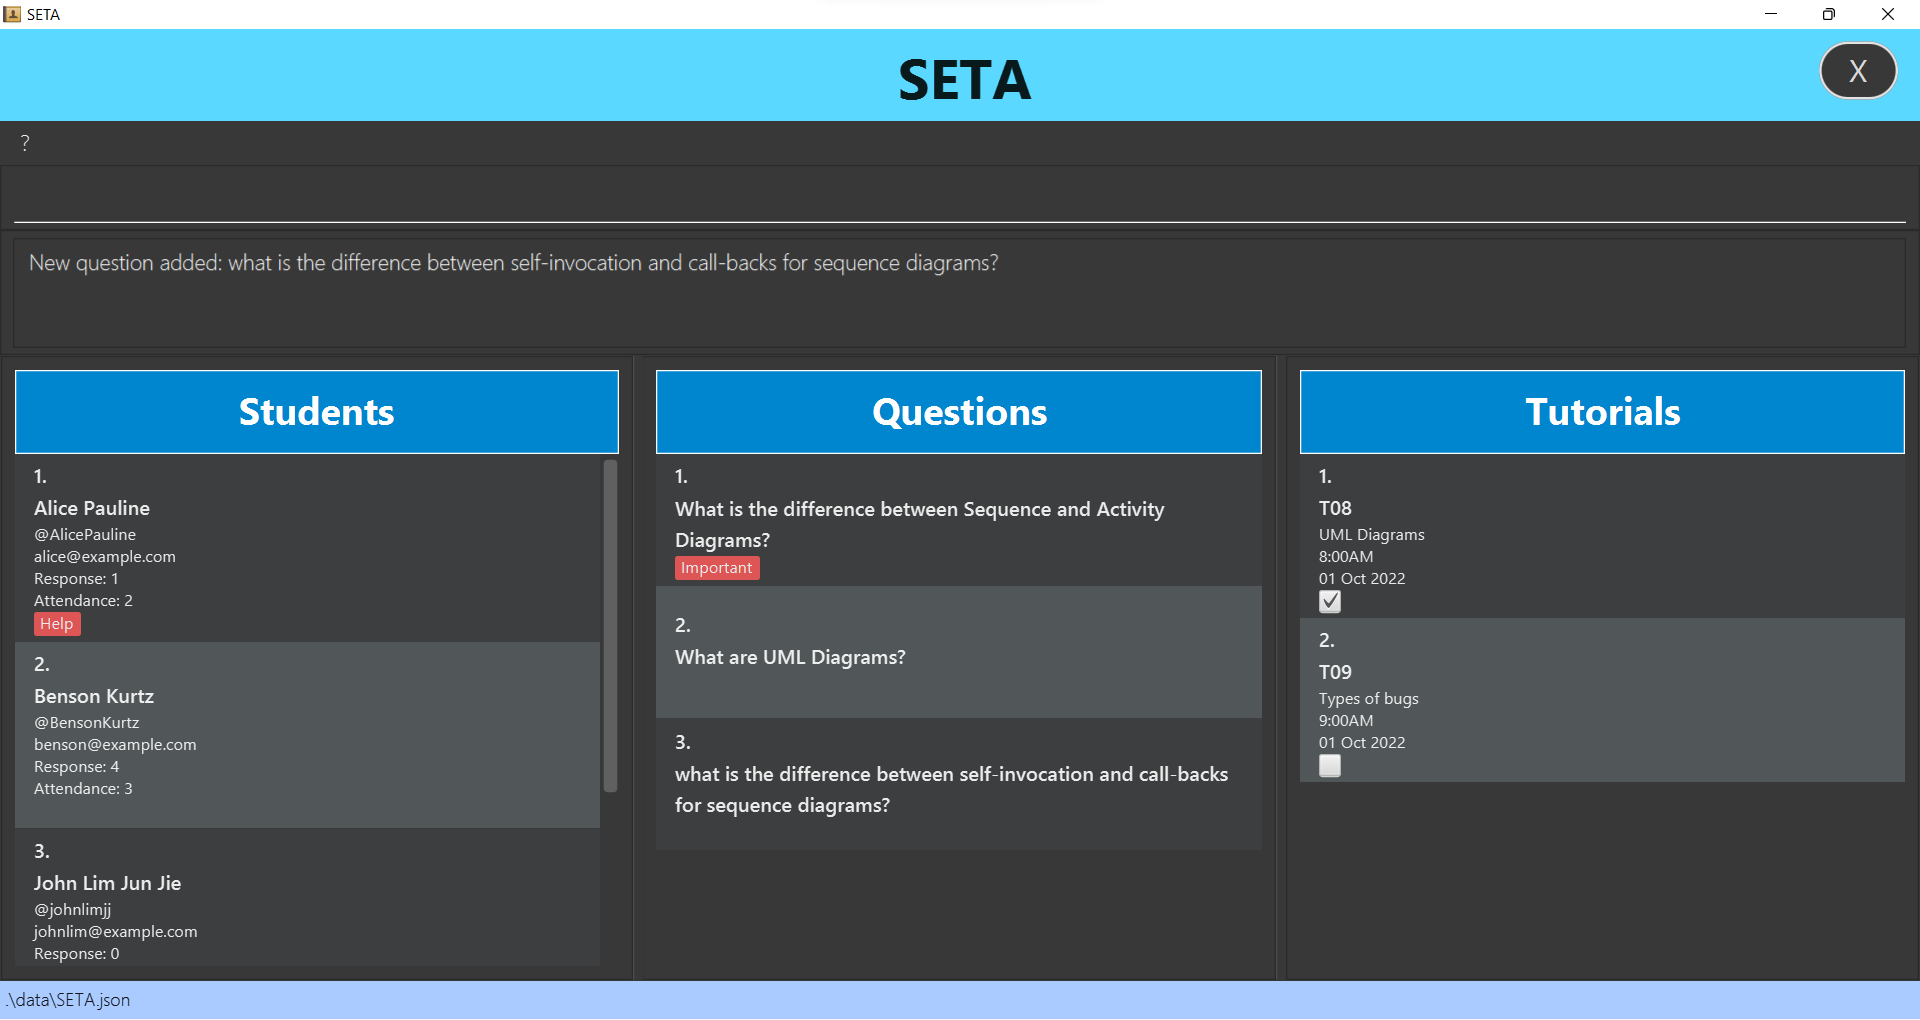 SETA
SETA
X
?
New question added: what is the difference between self-invocation and call-backs for sequence diagrams?
Students
1.
Alice Pauline
@AlicePauline
alice@example.com
Response: 1
Attendance: 2
Help
2.
Benson Kurtz
@BensonKurtz
benson@example.com
Response: 4
Attendance: 3
3.
John Lim Jun Jie
@johnlimjj
johnlim@example.com
Response: 0
Questions
1.
What is the difference between Sequence and Activity
Diagrams?
Important
2.
What are UML Diagrams?
3.
what is the difference between self-invocation and call-backs
for sequence diagrams?
Tutorials
1.
T08
UML Diagrams
8:00AM
01 Oct 2022
2.
T09
Types of bugs
9:00AM
01 Oct 2022
.\data\SETA.json